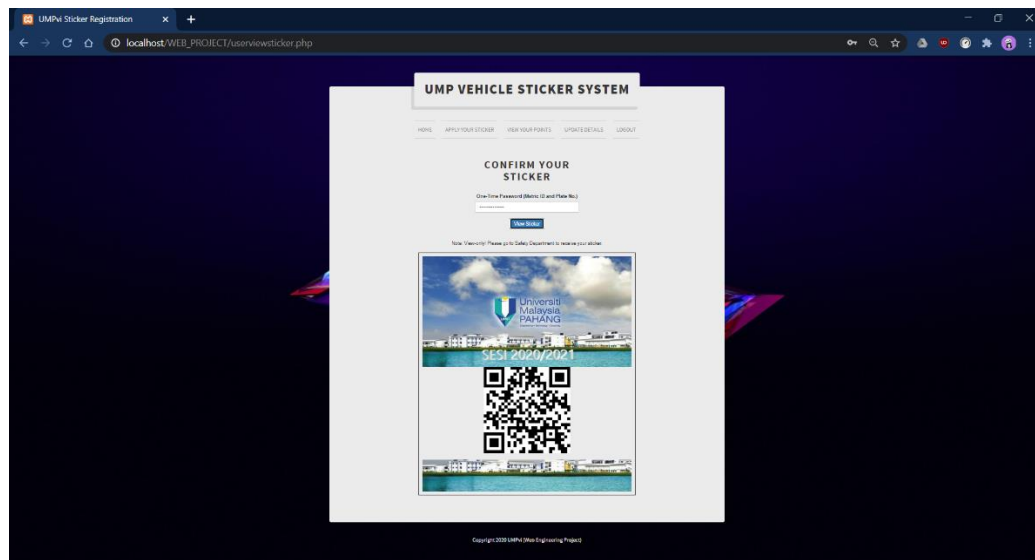 UMPvi Sticker Registration
localhost/WEB_PROJECT/userviewsticker.php
UMP VEHICLE STICKER SYSTEM
HOME APPLY YOUR STICKER VIEW YOUR POINTS UPDATE DETAILS LOGOUT
CONFIRM YOUR
STICKER
One-Time Password (Matric ID and Plate No.)
View Sticker
Note: View-only! Please go to Safety Department to receive your sticker.
Universiti
Malaysia
PAHANG
SESI 2020/2021
Copyright 2020 UMPvi (Web Engineering Project)